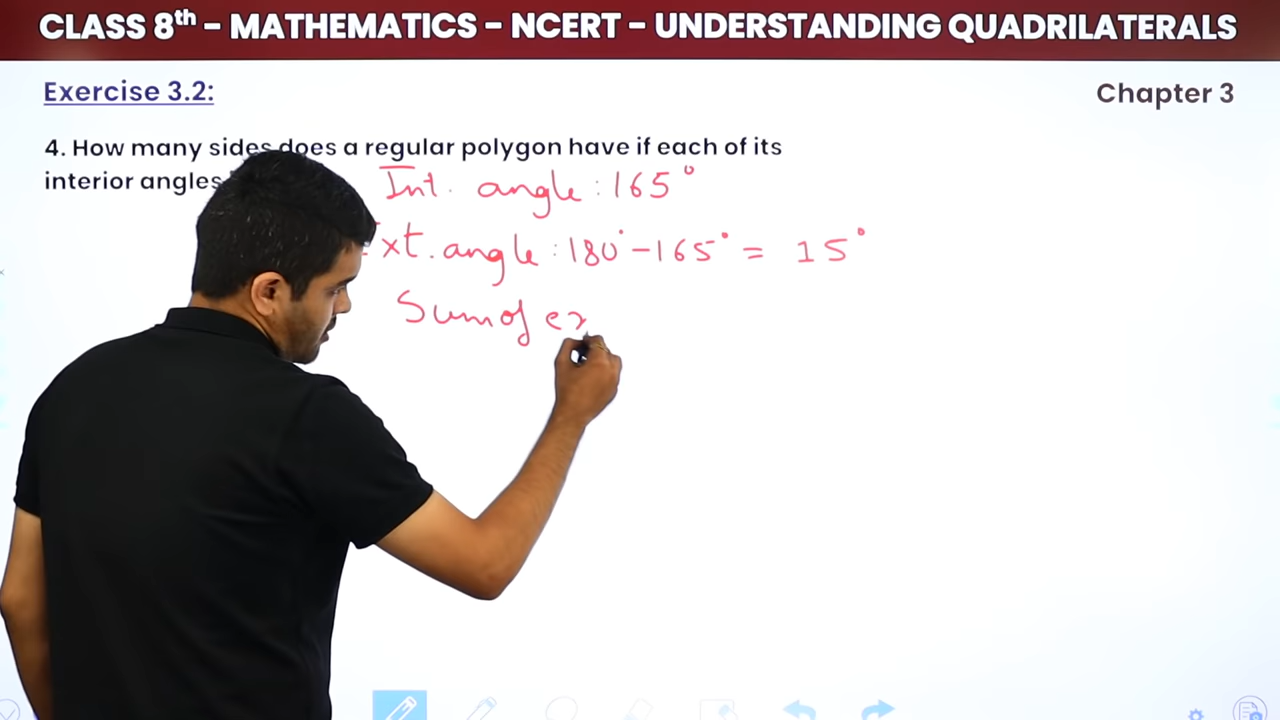 CLASS 8th – MATHEMATICS – NCERT – UNDERSTANDING QUADRILATERALS
Exercise 3.2:
Chapter 3
4. How many sides does a regular polygon have if each of its
interior angles
Int. angle : 165°
Ext. angle : 180° – 165° = 15°
Sum of ex